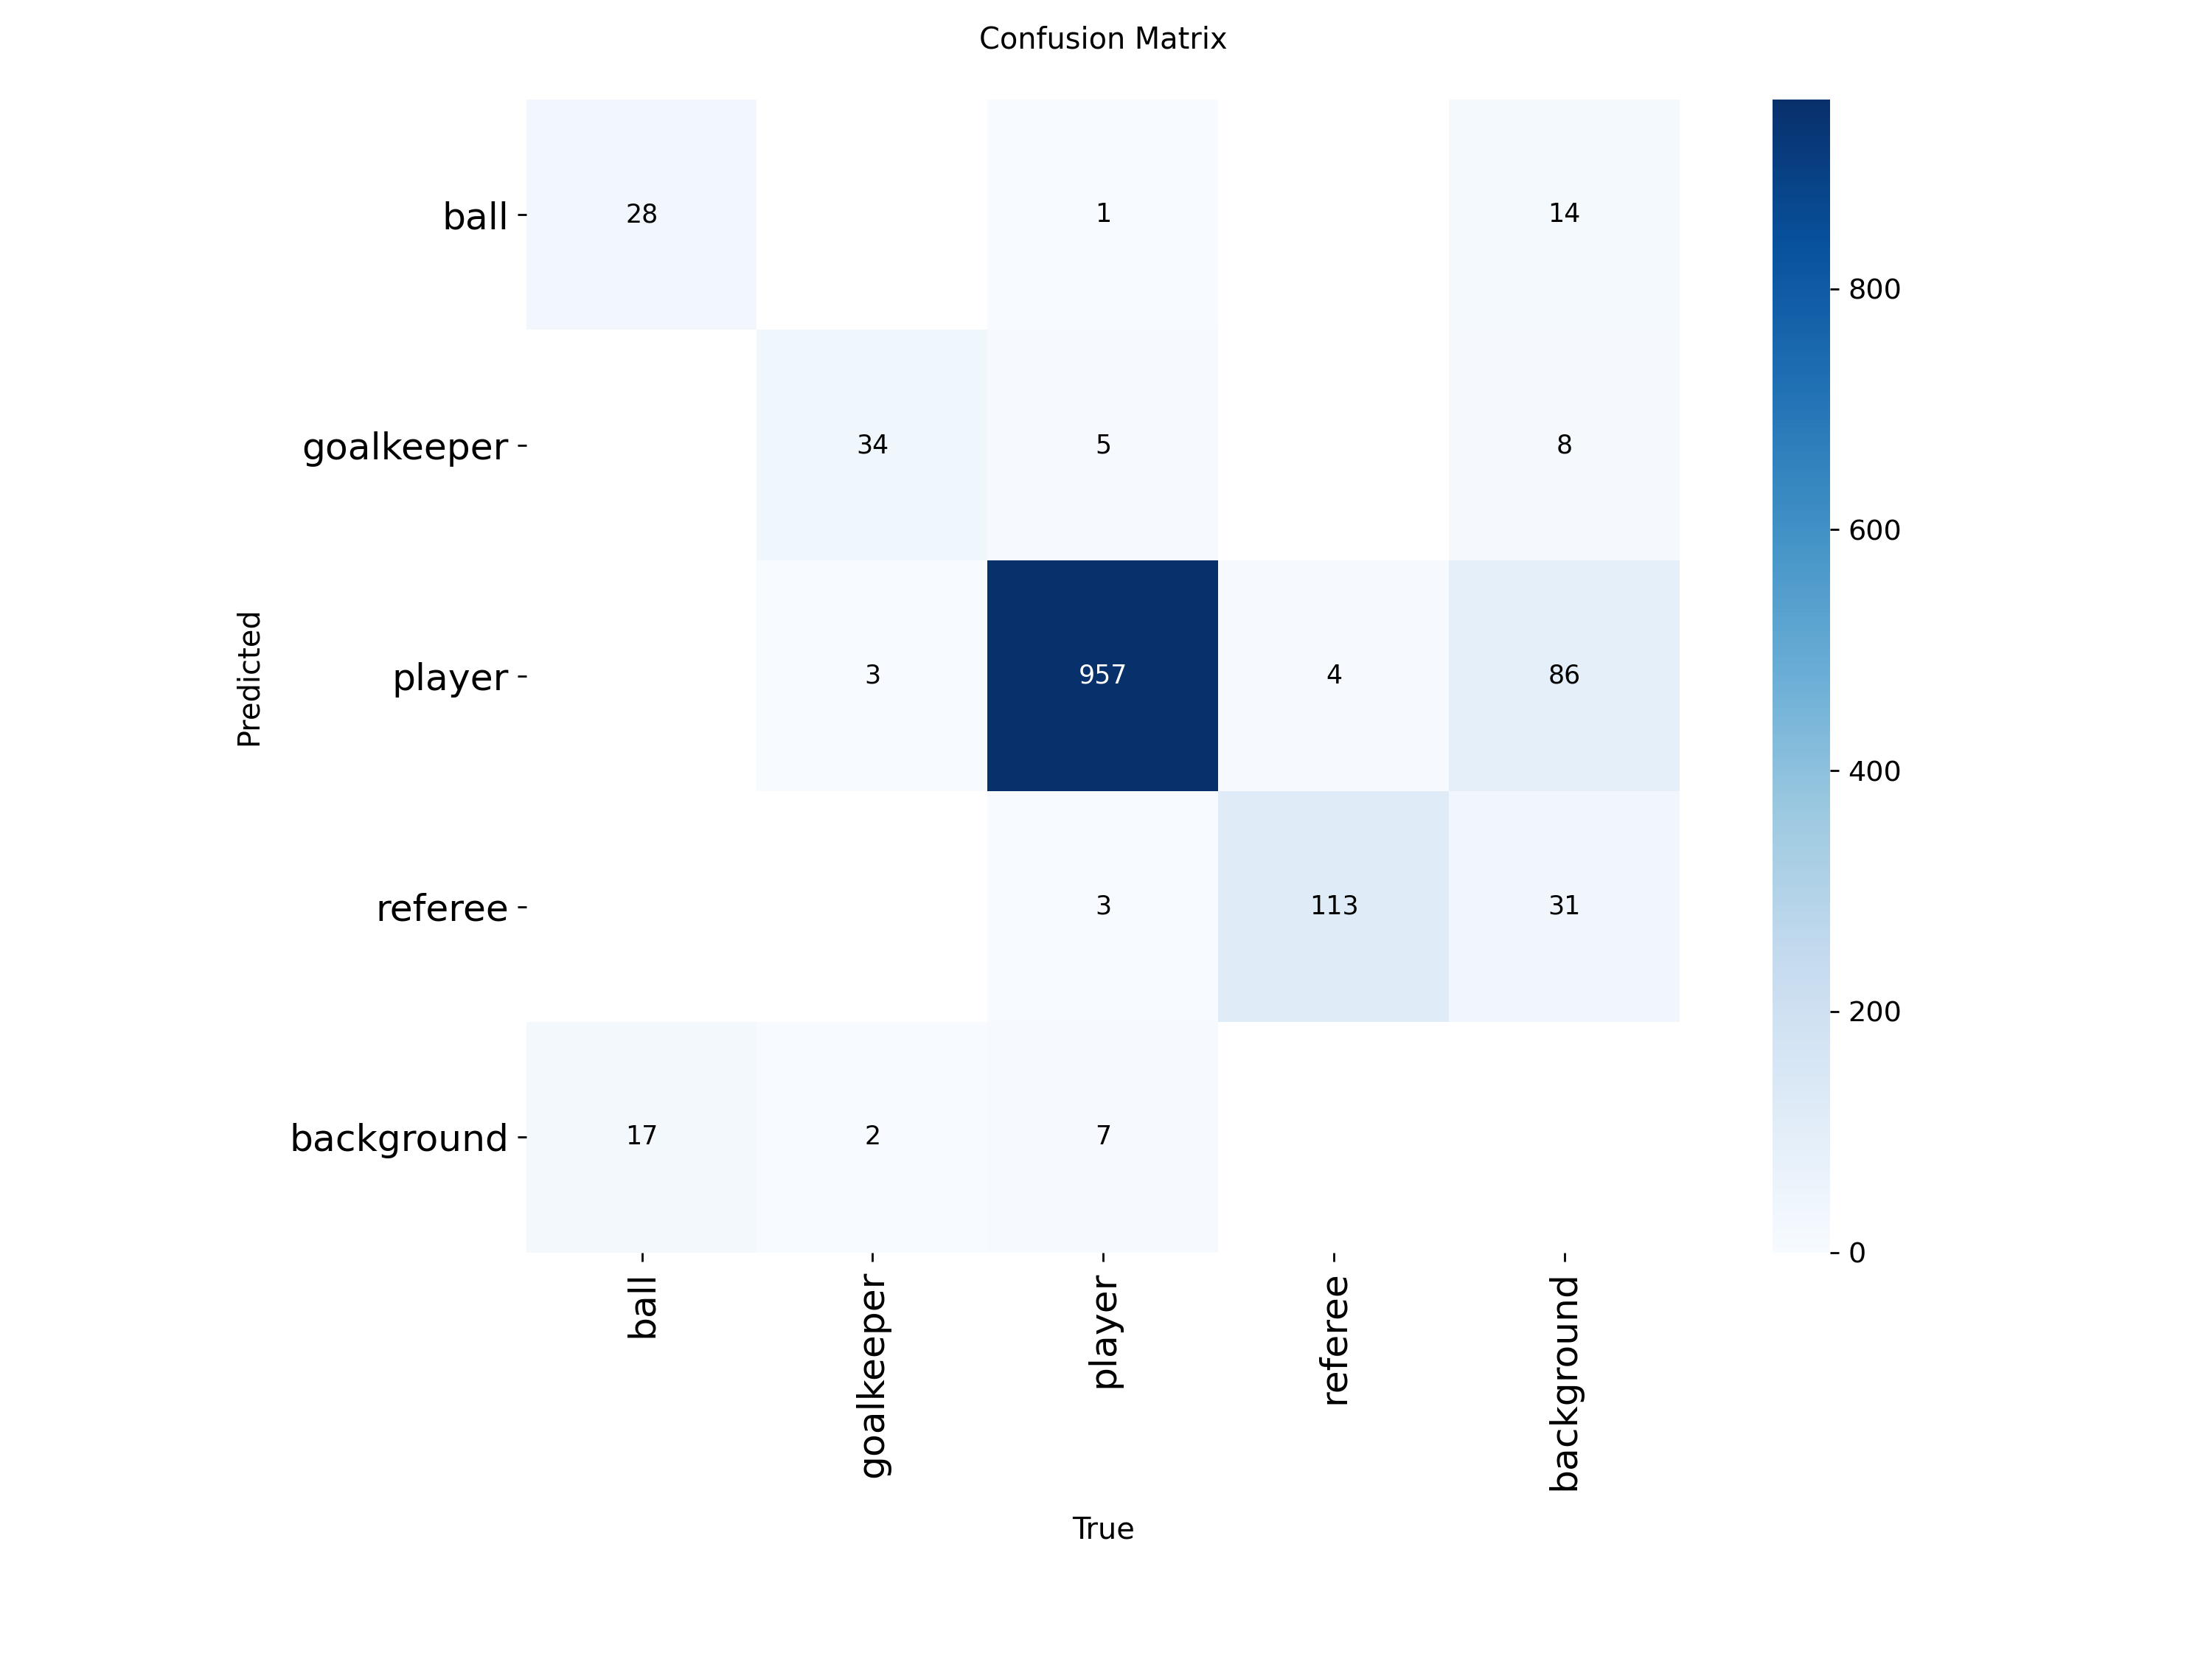 Confusion Matrix
ball
28
1
14
800
goalkeeper
34
5
8
600
Predicted
player
3
957
4
86
400
referee
3
113
31
200
background
17
2
7
0
ball
goalkeeper
player
referee
background
True